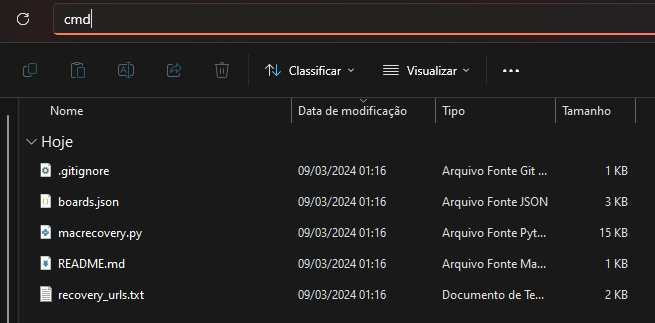 cmd
Classificar Visualizar
Nome Data de modificação Tipo Tamanho
Hoje
.gitignore 09/03/2024 01:16 Arquivo Fonte Git ... 1 KB
boards.json 09/03/2024 01:16 Arquivo Fonte JSON 3 KB
macrecovery.py 09/03/2024 01:16 Arquivo Fonte Pyt... 15 KB
README.md 09/03/2024 01:16 Arquivo Fonte Ma... 1 KB
recovery_urls.txt 09/03/2024 01:16 Documento de Te... 2 KB